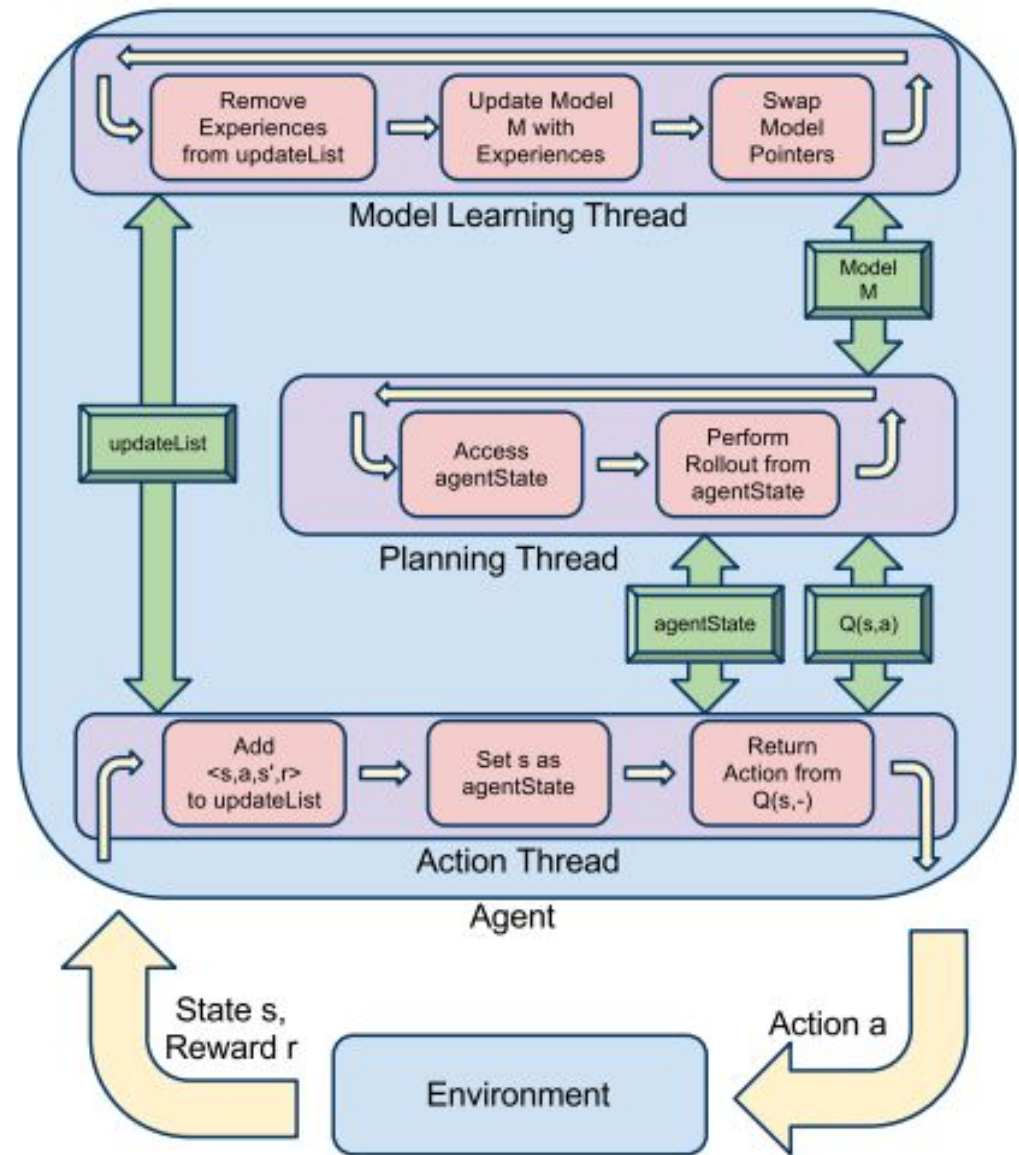 Remove
Experiences
from updateList
Update Model
M with
Experiences
Swap
Model
Pointers
Model Learning Thread
Model
M
updateList
Access
agentState
Perform
Rollout from
agentState
Planning Thread
agentState
Q(s,a)
Add
<s,a,s',r>
to updateList
Set s as
agentState
Return
Action from
Q(s,-)
Action Thread
Agent
State s,
Reward r
Action a
Environment